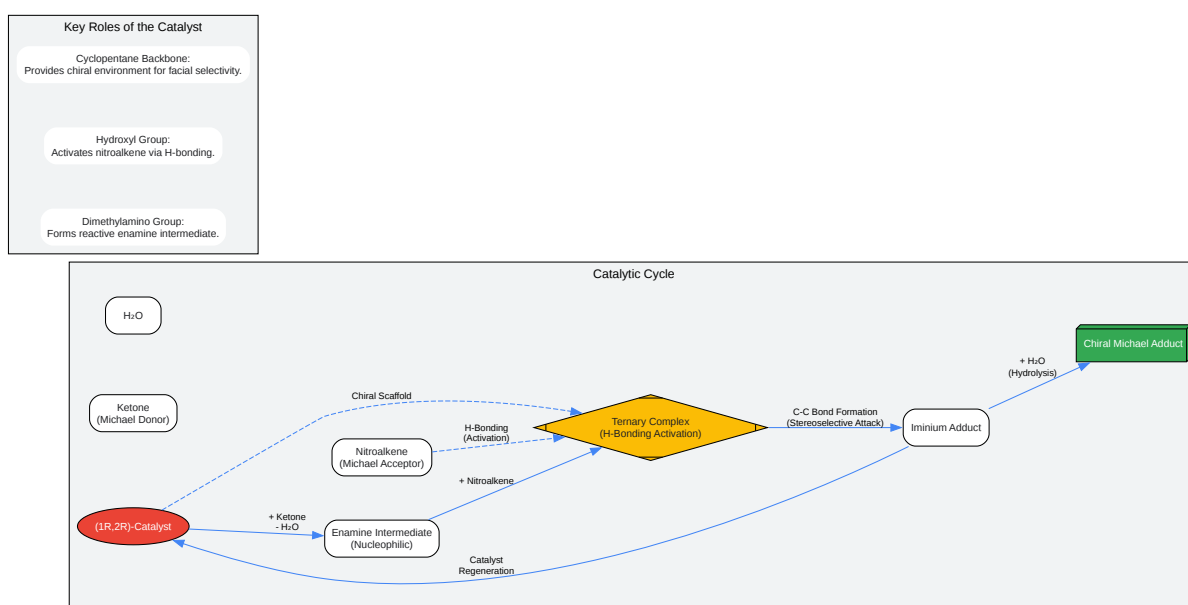 Key Roles of the Catalyst
Cyclopentane Backbone:
Provides chiral environment for facial selectivity.
Hydroxyl Group:
Activates nitroalkene via H-bonding.
Dimethylamino Group:
Forms reactive enamine intermediate.
Catalytic Cycle
H₂O
Ketone
(Michael Donor)
(1R,2R)-Catalyst
Chiral Scaffold
Nitroalkene
(Michael Acceptor)
H-Bonding
(Activation)
+ Ketone
- H₂O
Enamine Intermediate
(Nucleophilic)
+ Nitroalkene
Ternary Complex
(H-Bonding Activation)
C-C Bond Formation
(Stereoselective Attack)
Iminium Adduct
+ H₂O
(Hydrolysis)
Chiral Michael Adduct
Catalyst
Regeneration